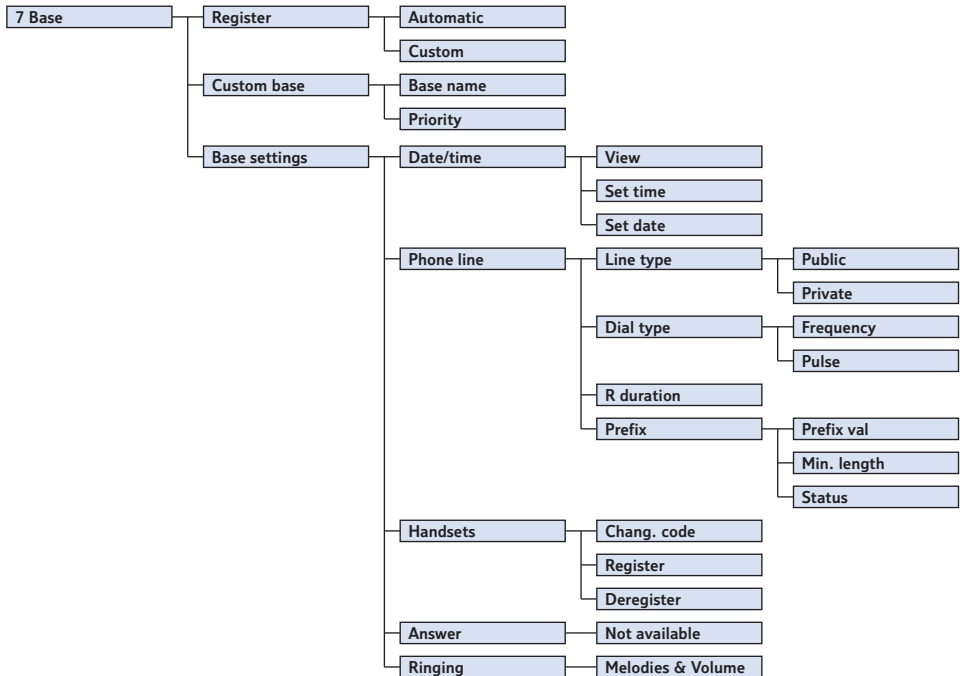 7 Base
Register
Automatic
Custom
Custom base
Base name
Priority
Base settings
Date/time
View
Set time
Set date
Phone line
Line type
Public
Private
Dial type
Frequency
Pulse
R duration
Prefix
Prefix val
Min. length
Status
Handsets
Chang. code
Register
Deregister
Answer
Not available
Ringing
Melodies & Volume